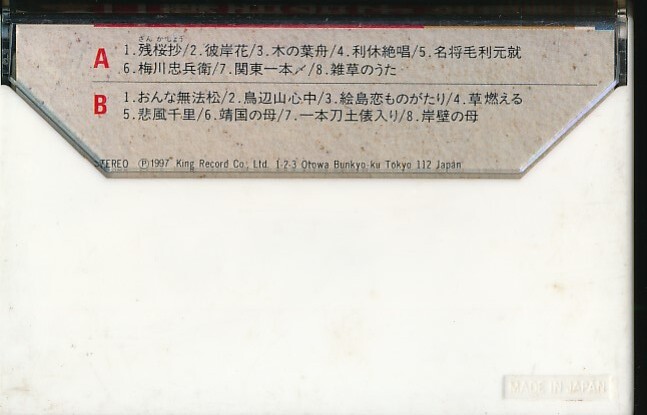 ざんおうしょう
A 1.残桜抄/2.彼岸花/3.木の葉舟/4.利休絶唱/5.名将毛利元就
6.梅川忠兵衛/7.関東一本〆/8.雑草のうた
B 1.おんな無法松/2.鳥辺山心中/3.絵島恋ものがたり/4.草燃える
5.悲風千里/6.靖国の母/7.一本刀土俵入り/8.岸壁の母
STEREO Ⓟ1997 King Record Co., Ltd. 1-2-3 Otowa Bunkyo-ku Tokyo 112 Japan
MADE IN JAPAN